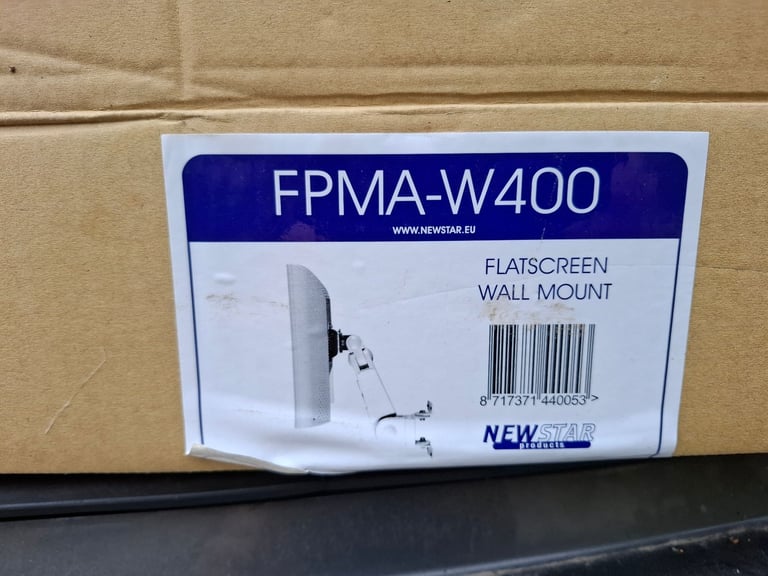 FPMA-W400
WWW.NEWSTAR.EU
FLATSCREEN
WALL MOUNT
8 717371 440053 >
NEWSTAR
products